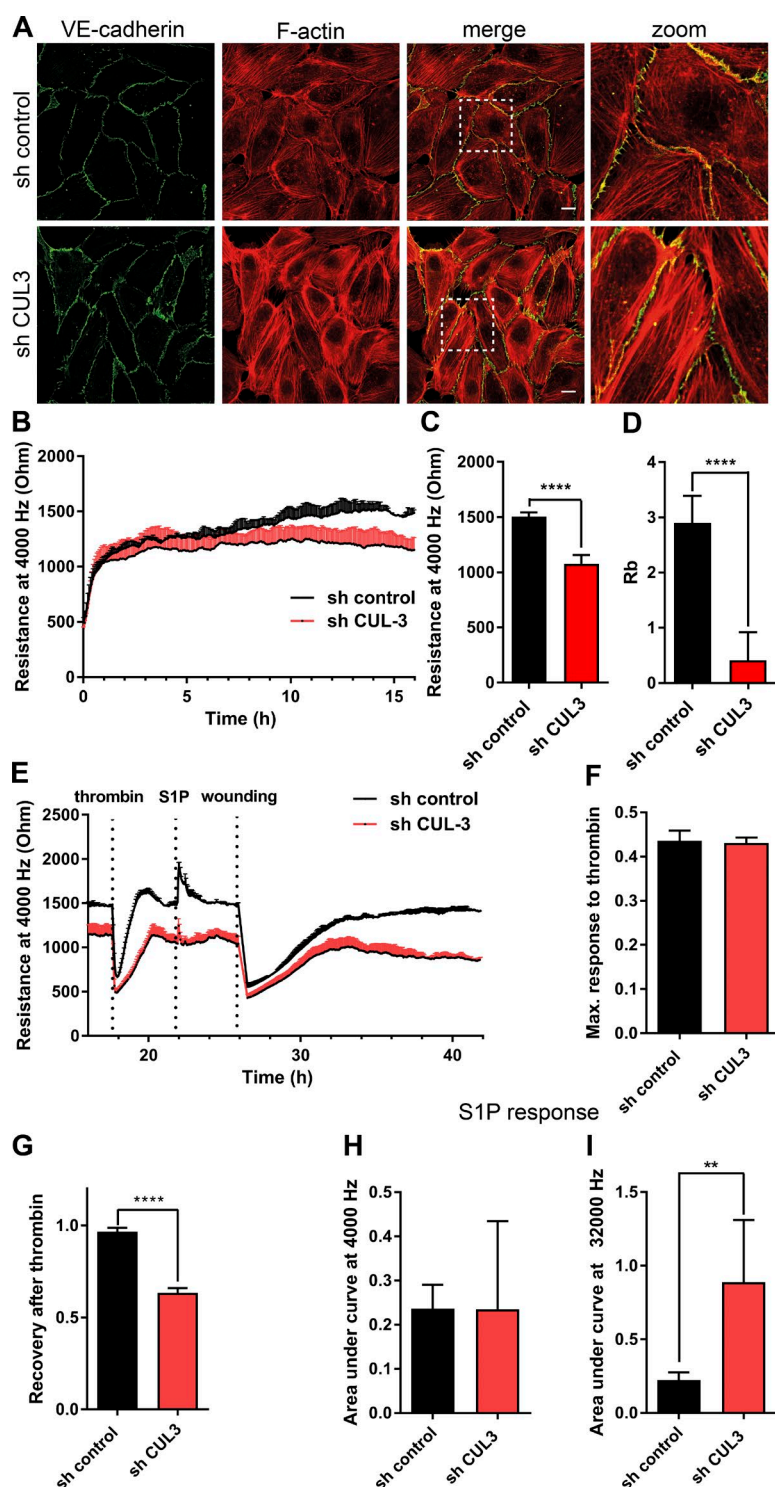 A
VE-cadherin
F-actin
merge
zoom
sh control
sh CUL3
B
Resistance at 4000 Hz (Ohm)
2000
1500
1000
500
0
0
5
10
15
Time (h)
sh control
sh CUL-3
C
Resistance at 4000 Hz (Ohm)
2000
1500
1000
500
0
****
sh control
sh CUL3
D
Rb
4
3
2
1
0
****
sh control
sh CUL3
E
thrombin
S1P
wounding
sh control
sh CUL-3
Resistance at 4000 Hz (Ohm)
2500
2000
1500
1000
500
0
20
30
40
Time (h)
F
Max. response to thrombin
0.5
0.4
0.3
0.2
0.1
0.0
sh control
sh CUL3
S1P response
G
Recovery after thrombin
1.0
0.5
0.0
****
sh control
sh CUL3
H
Area under curve at 4000 Hz
0.5
0.4
0.3
0.2
0.1
0.0
sh control
sh CUL3
I
Area under curve at 32000 Hz
1.5
1.0
0.5
0.0
**
sh control
sh CUL3